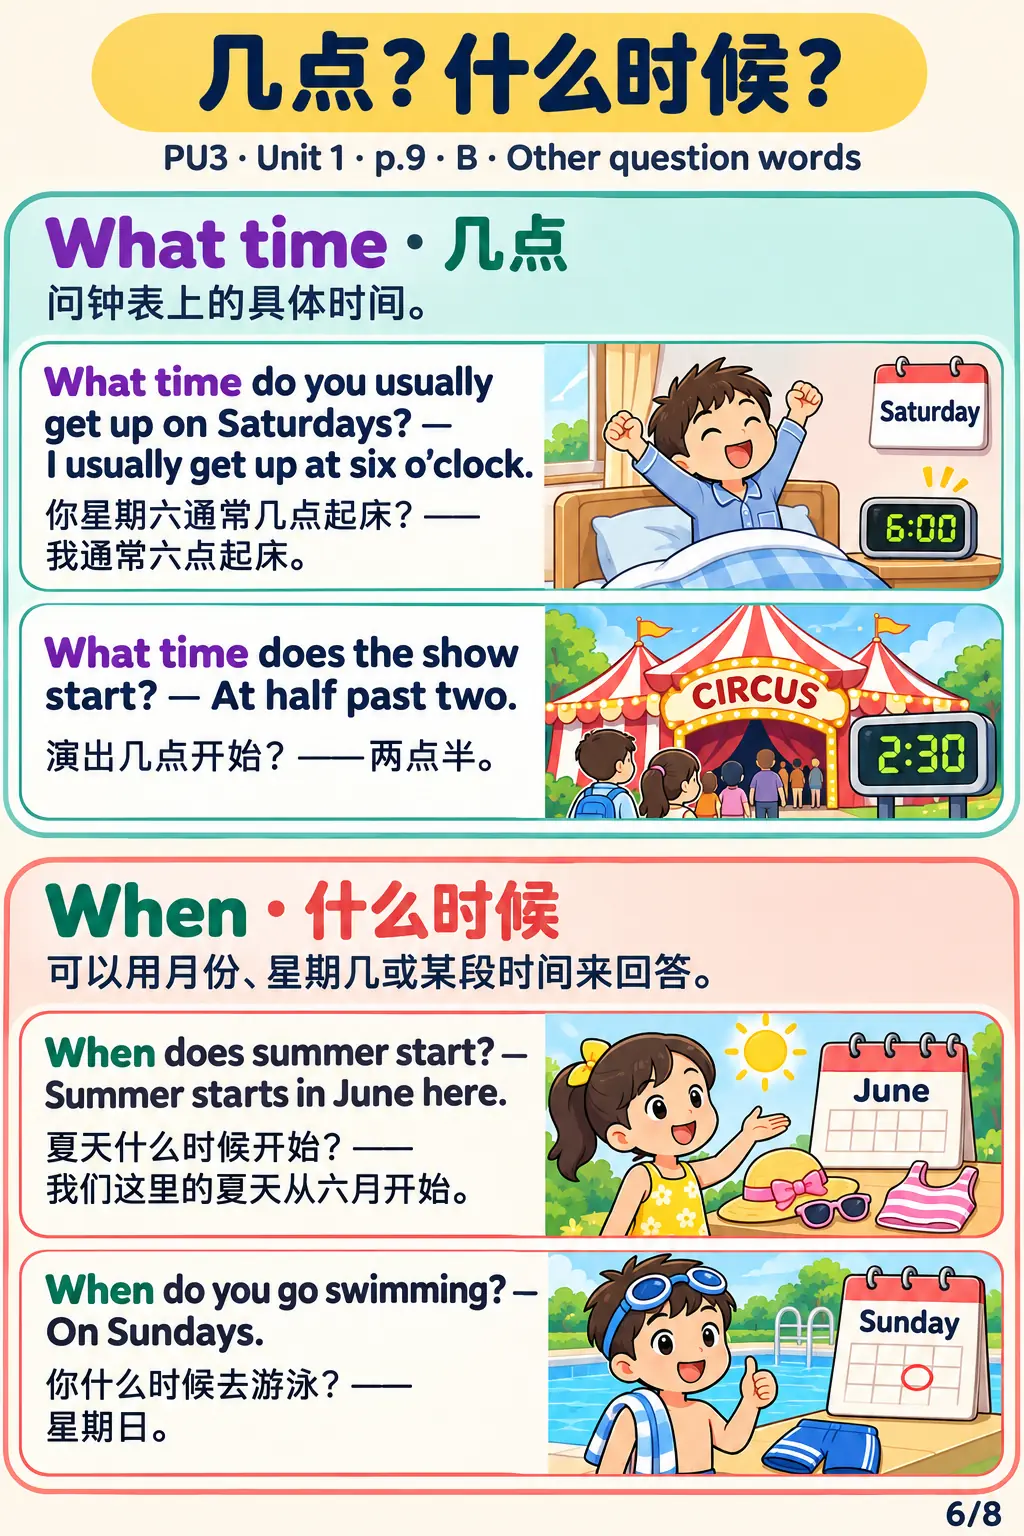 几点？什么时候？
PU3 · Unit 1 · p.9 · B · Other question words
What time · 几点
问钟表上的具体时间。
What time do you usually
get up on Saturdays? —
I usually get up at six o’clock.
你星期六通常几点起床？——
我通常六点起床。
Saturday
6:00
What time does the show
start? — At half past two.
演出几点开始？——两点半。
CIRCUS
2:30
When · 什么时候
可以用月份、星期几或某段时间来回答。
When does summer start? —
Summer starts in June here.
夏天什么时候开始？——
我们这里的夏天从六月开始。
June
When do you go swimming? —
On Sundays.
你什么时候去游泳？——
星期日。
Sunday
6/8